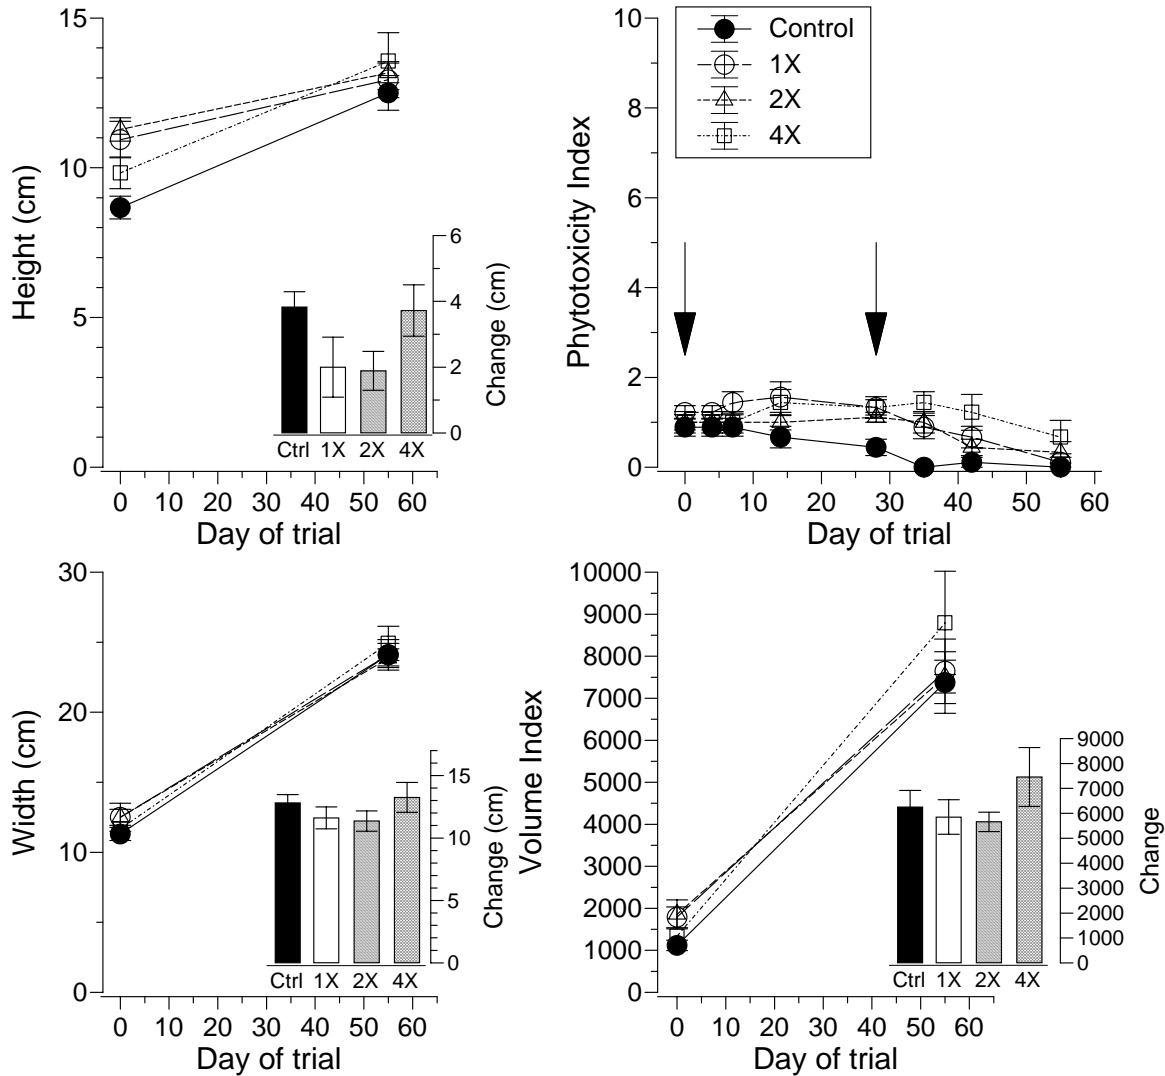 15
10
5
0
Height (cm)
6
4
2
0
Change (cm)
Ctrl 1X 2X 4X
0 10 20 30 40 50 60
Day of trial
10
8
6
4
2
0
Phytotoxicity Index
Control
1X
2X
4X
0 10 20 30 40 50 60
Day of trial
30
20
10
0
Width (cm)
15
10
5
0
Change (cm)
Ctrl 1X 2X 4X
0 10 20 30 40 50 60
Day of trial
10000
9000
8000
7000
6000
5000
4000
3000
2000
1000
0
Volume Index
9000
8000
7000
6000
5000
4000
3000
2000
1000
0
Change
Ctrl 1X 2X 4X
0 10 20 30 40 50 60
Day of trial